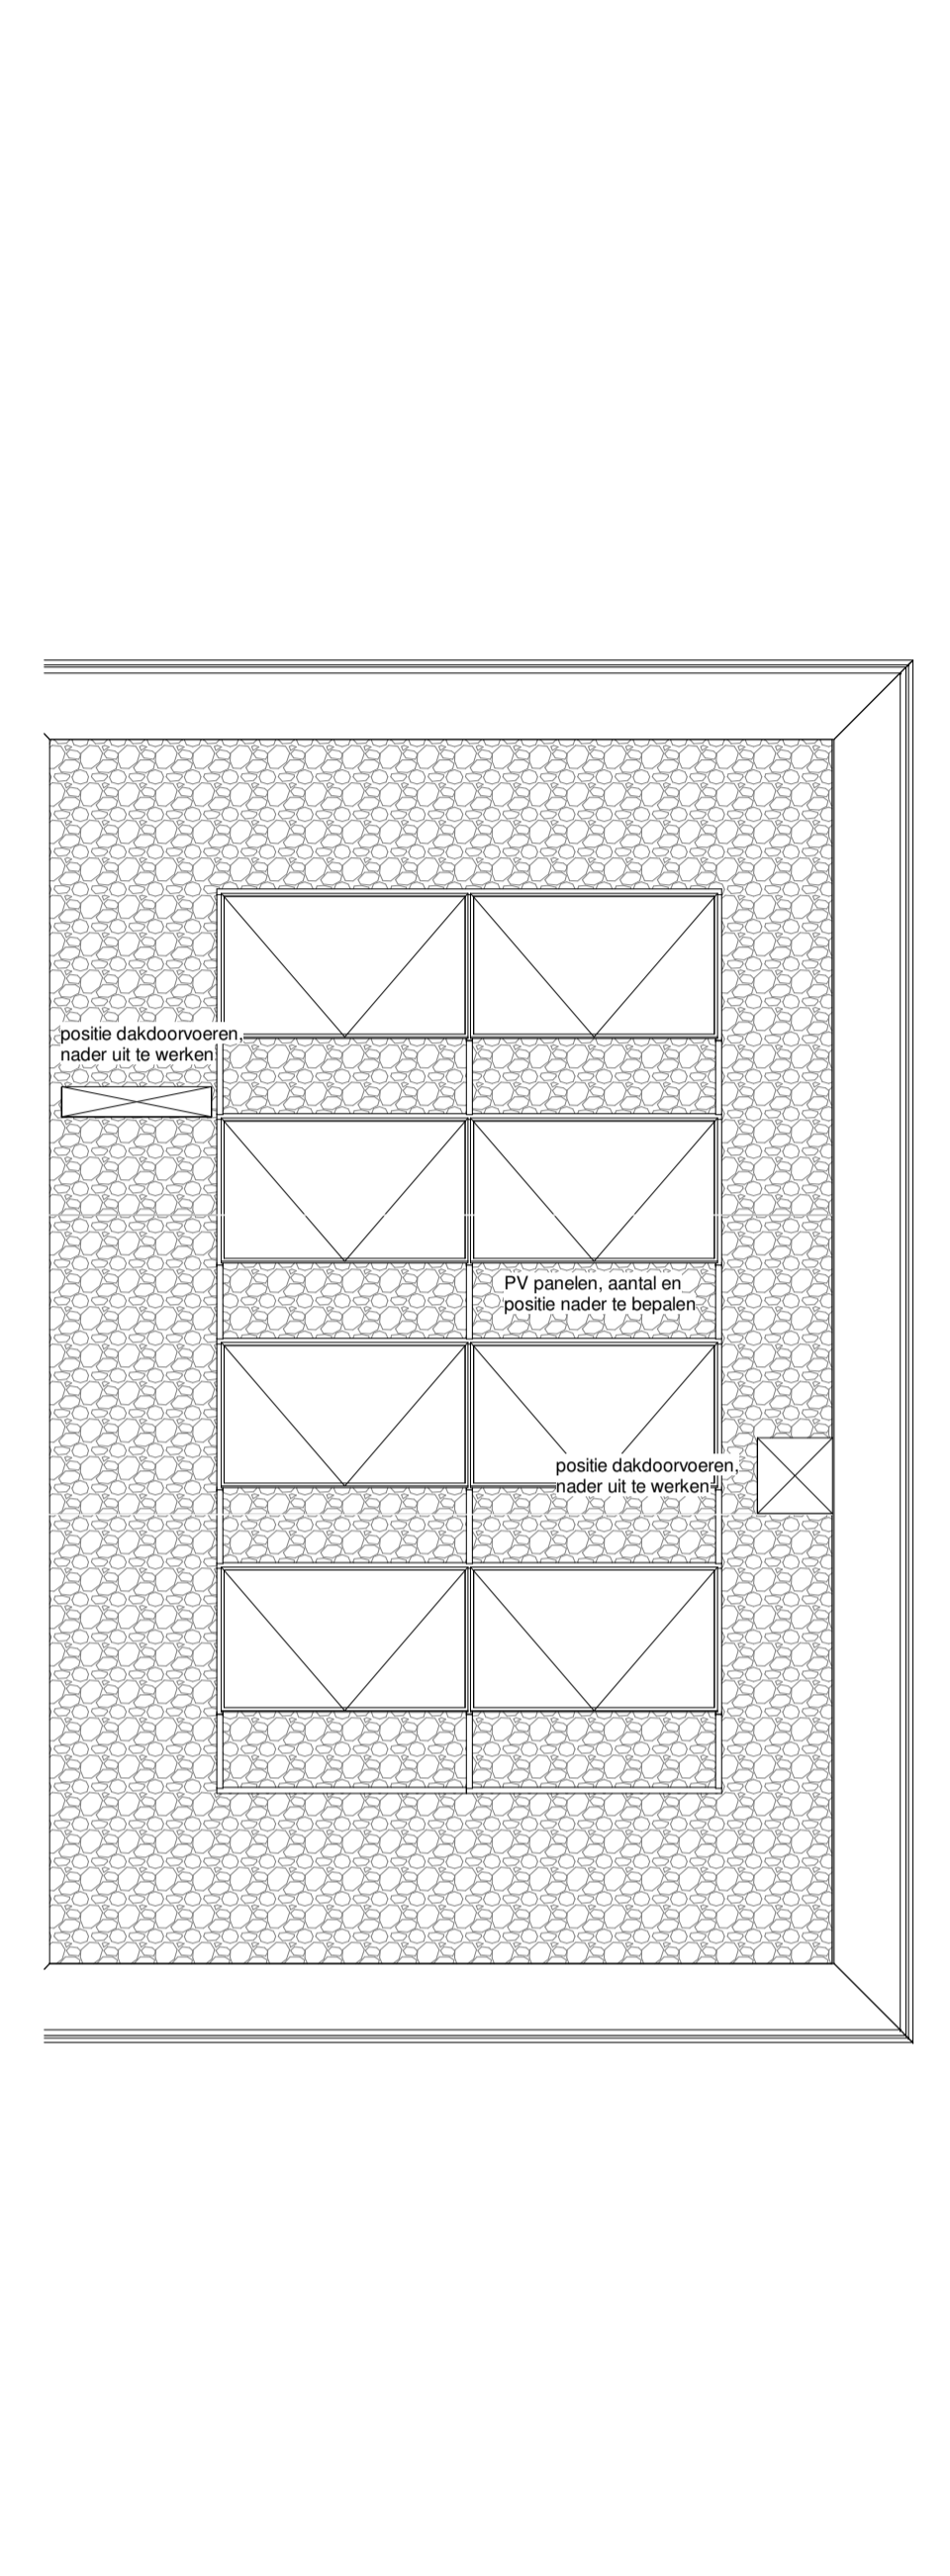 positie dakdoorvoeren,
nader uit te werken
PV panelen, aantal en
positie nader te bepalen
positie dakdoorvoeren,
nader uit te werken